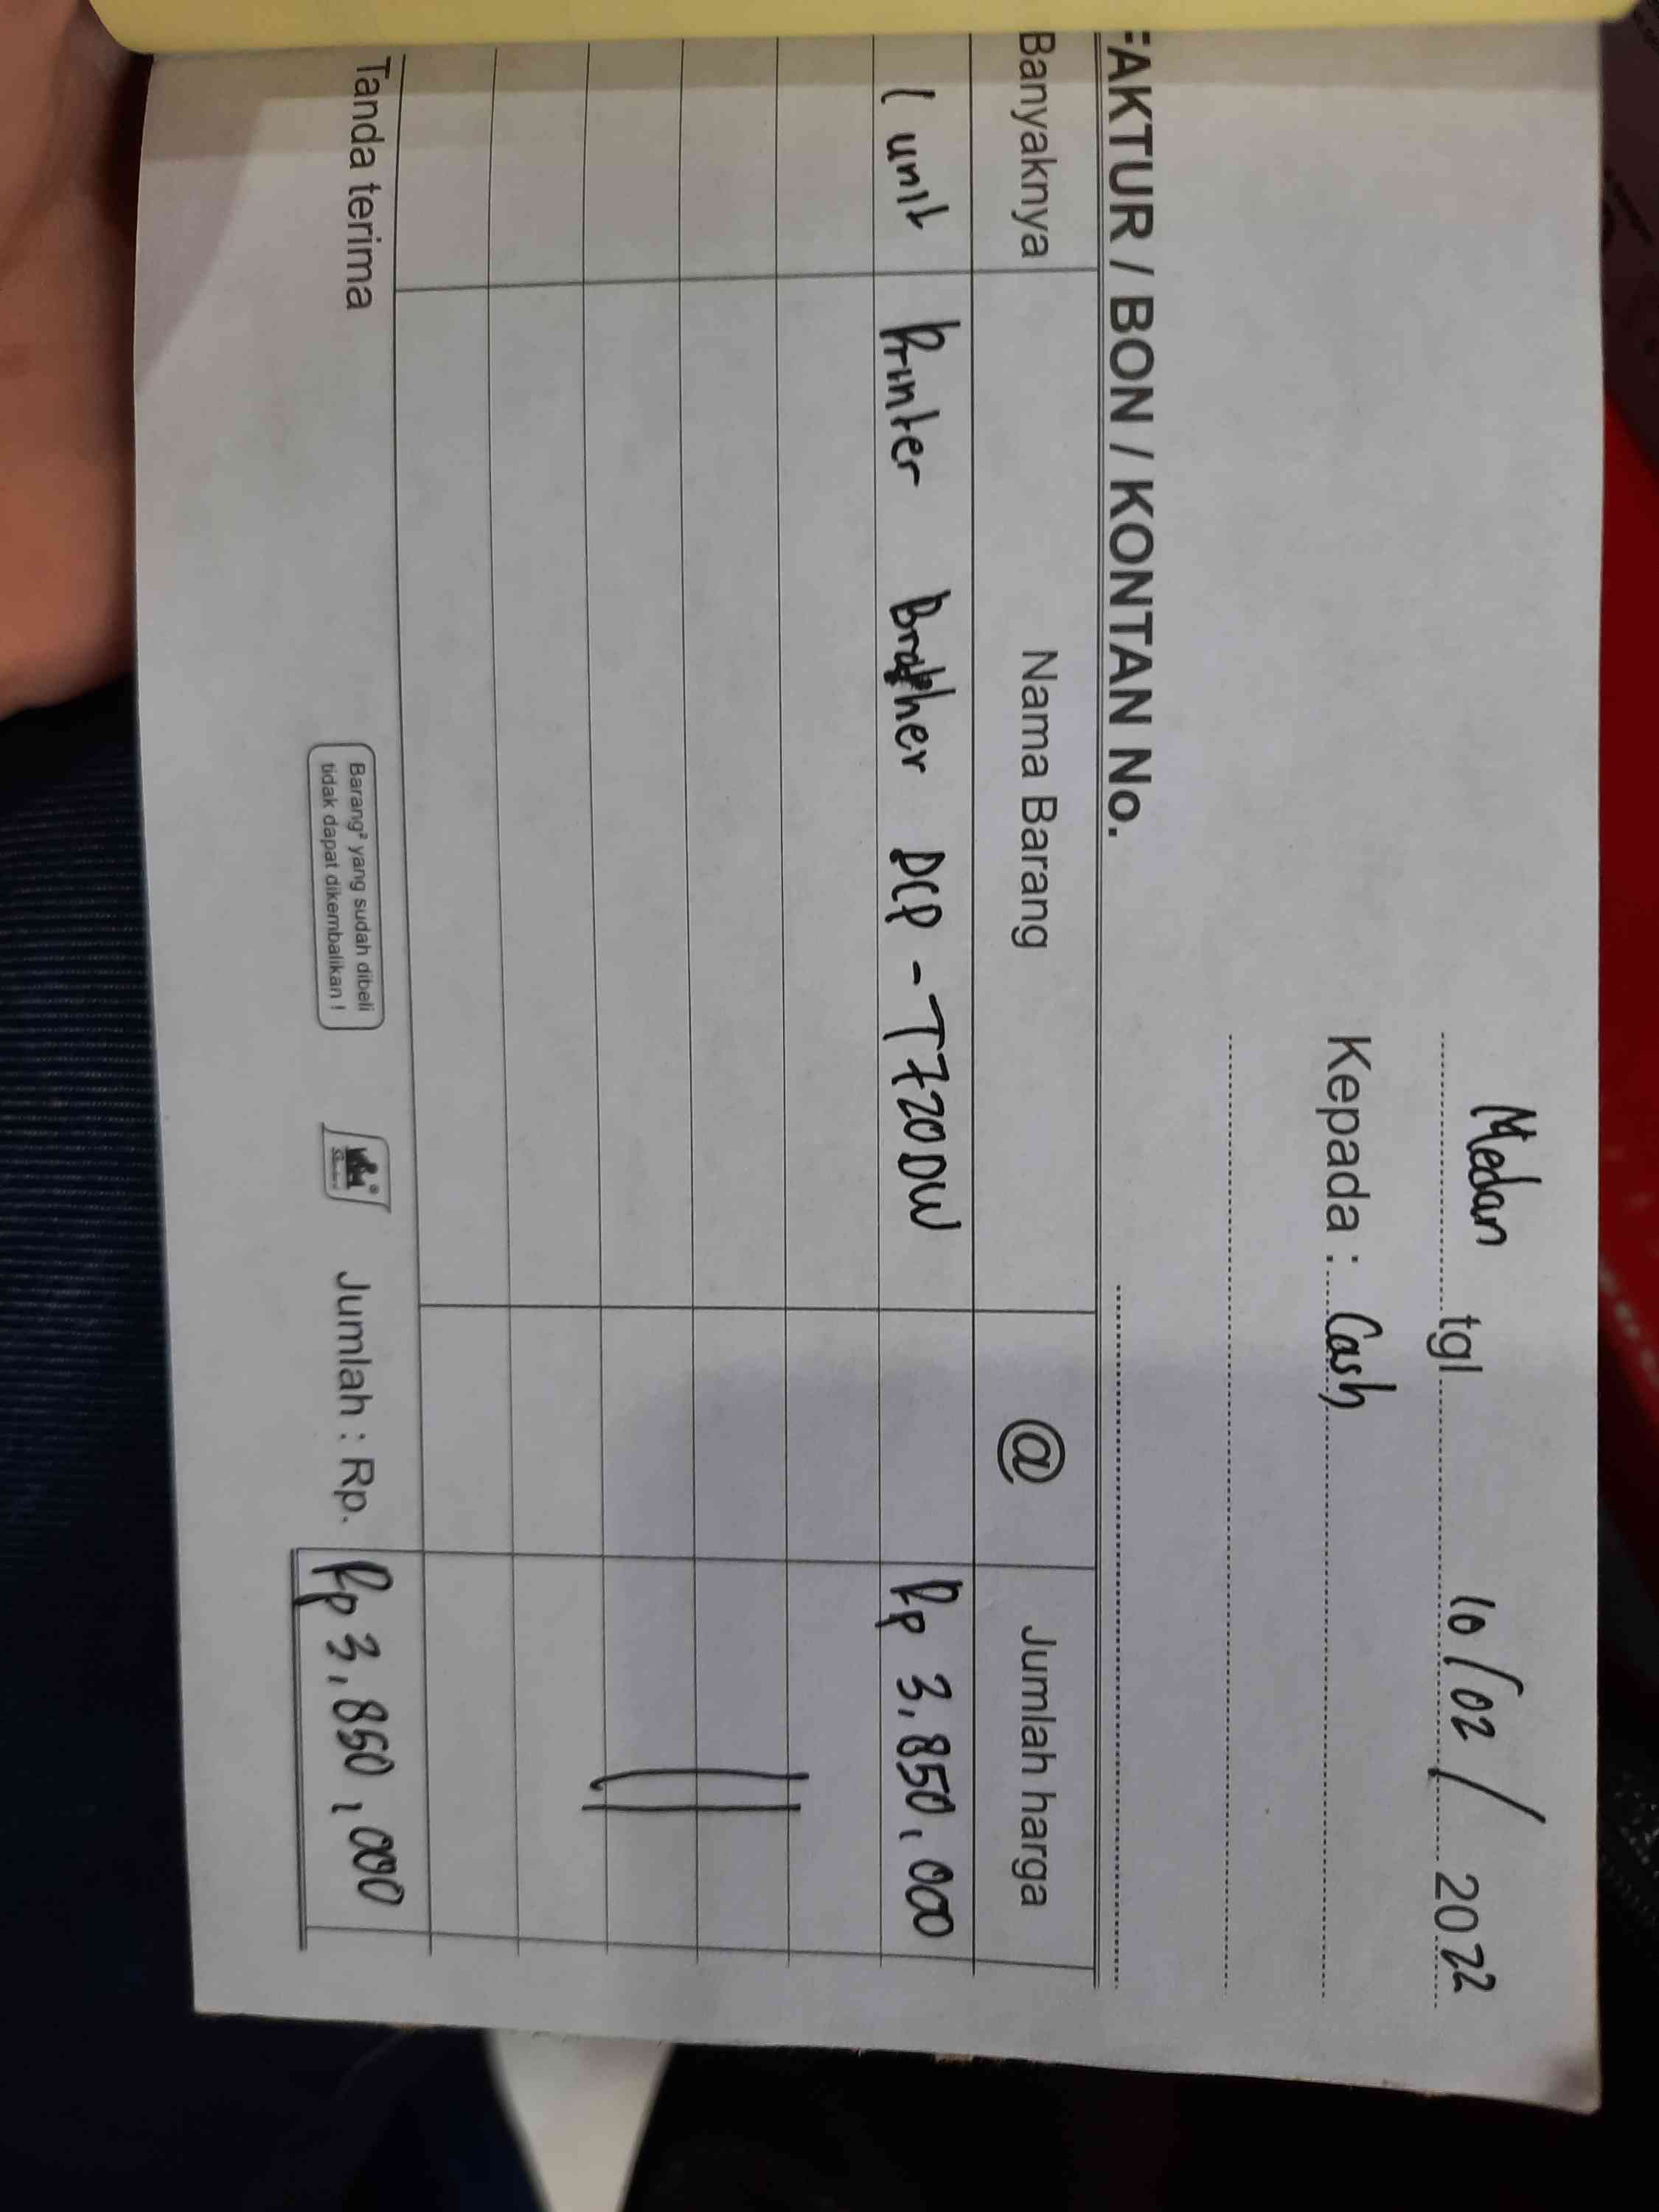 Medan tgl 10/02/2022
Kepada : Cash
FAKTUR / BON / KONTAN No.
Banyaknya Nama Barang @ Jumlah harga
1 unit Printer Brother DCP-T720DW Rp 3.850.000
Tanda terima
Barang² yang sudah dibeli
tidak dapat dikembalikan !
Jumlah : Rp. Rp 3.850.000